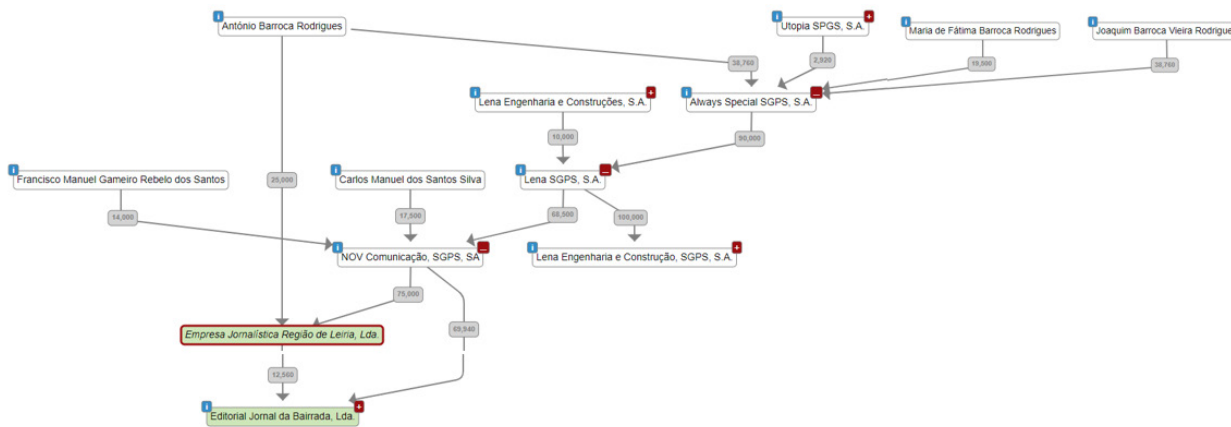 António Barroca Rodrigues
Utopia SPGS, S.A.
Maria de Fátima Barroca Rodrigues
Joaquim Barroca Vieira Rodrigue
38,760
2,920
38,760
Lena Engenharia e Construções, S.A.
Always Special SGPS, S.A.
10,000
90,000
Francisco Manuel Gameiro Rebelo dos Santos
Carlos Manuel dos Santos Silva
Lena SGPS, S.A.
25,000
14,000
17,500
68,500
100,000
NOV Comunicação, SGPS, SA
Lena Engenharia e Construção, SGPS, S.A.
75,000
Empresa Jornalística Região de Leiria, Lda.
69,940
12,560
Editorial Jornal da Bairrada, Lda.